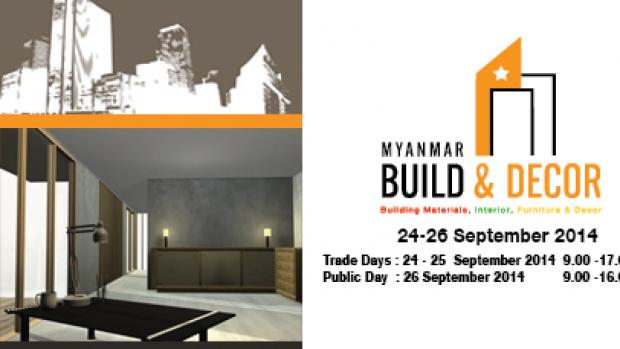 MYANMAR
BUILD & DECOR
Building Materials, Interior, Furniture & Decor
24-26 September 2014
Trade Days : 24 - 25 September 2014 9.00 -17.0
Public Day : 26 September 2014 9.00 -16.0